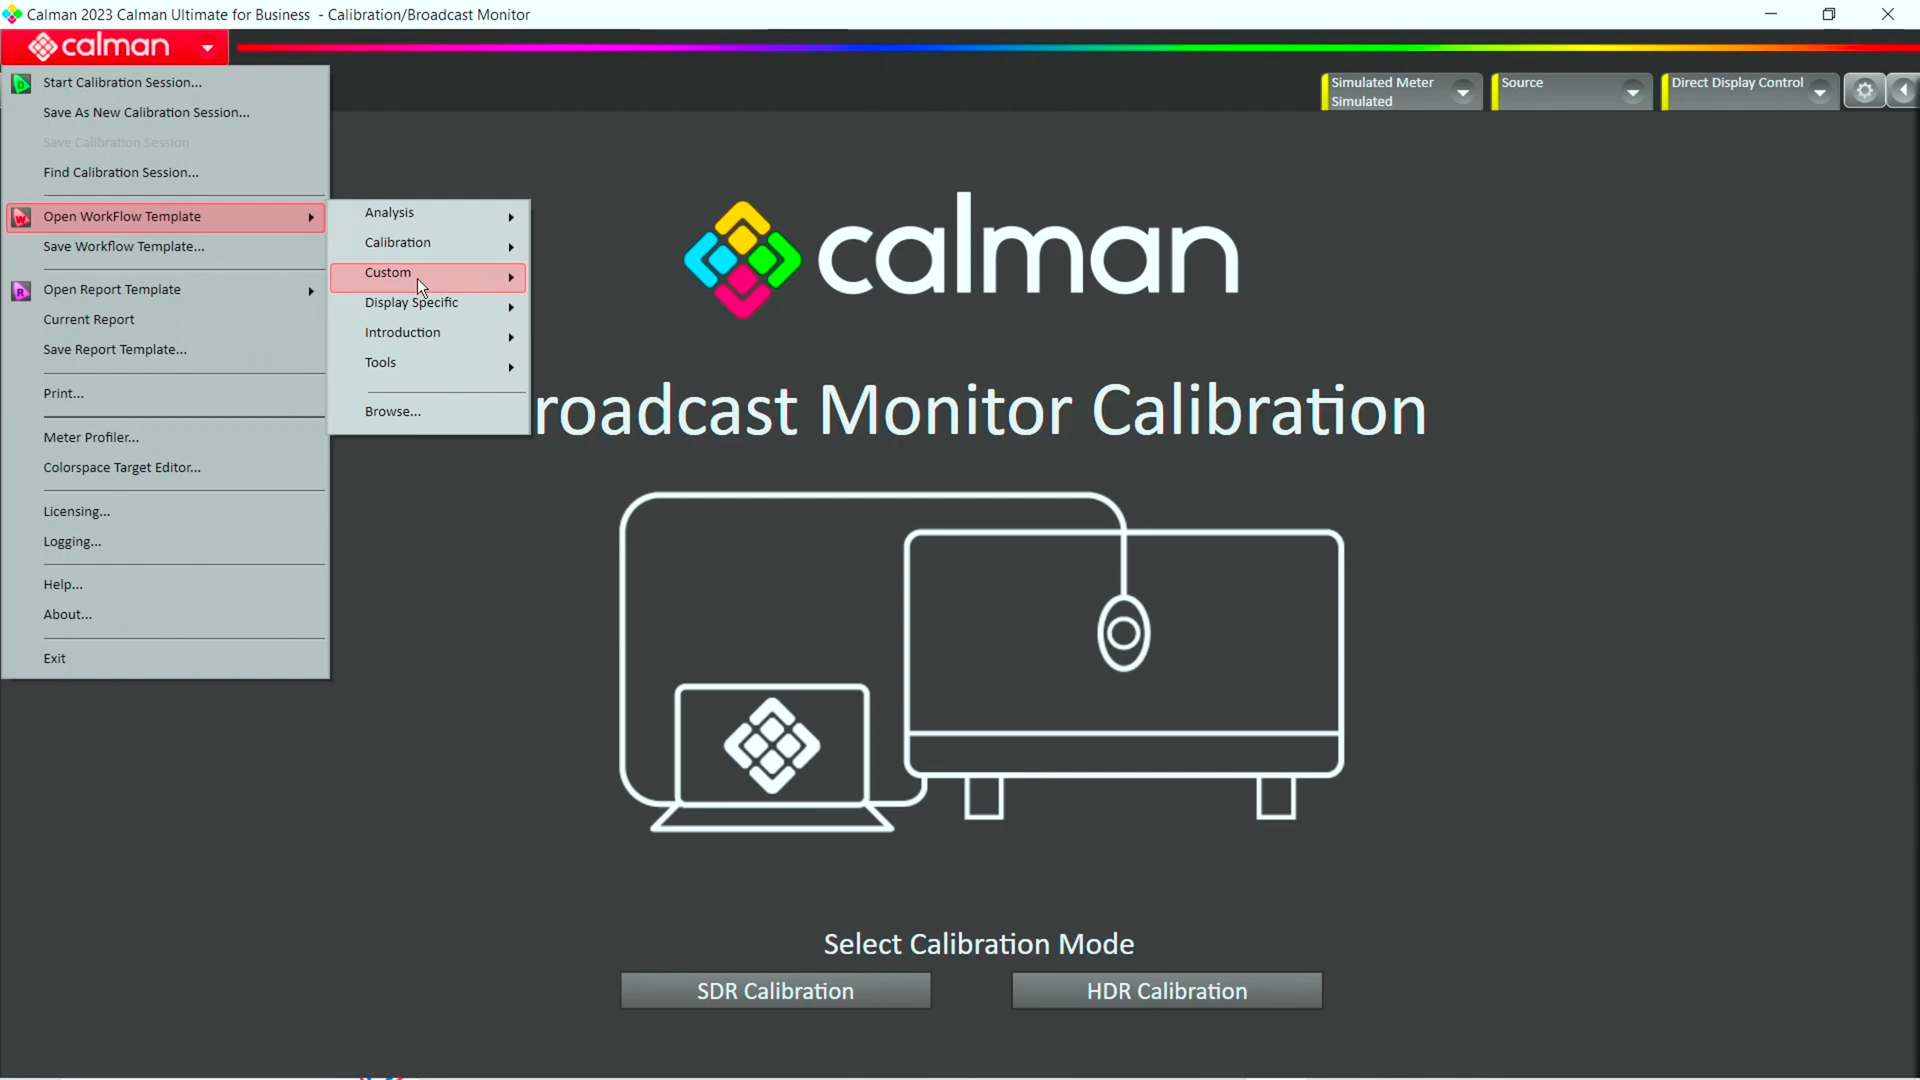 Calman 2023 Calman Ultimate for Business - Calibration/Broadcast Monitor
calman
Start Calibration Session...
Save As New Calibration Session...
Save Calibration Session
Find Calibration Session...
Open WorkFlow Template
Save Workflow Template...
Open Report Template
Current Report
Save Report Template...
Print...
Meter Profiler...
Colorspace Target Editor...
Licensing...
Logging...
Help...
About...
Exit
Analysis
Calibration
Custom
Display Specific
Introduction
Tools
Browse...
Simulated Meter
Simulated
Source
Direct Display Control
calman
roadcast Monitor Calibration
Select Calibration Mode
SDR Calibration
HDR Calibration